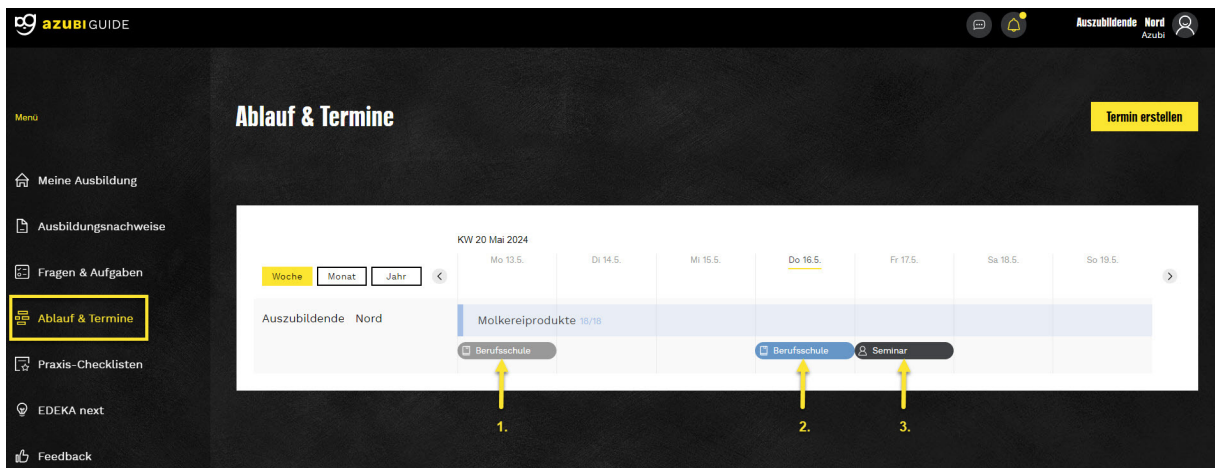 azubi GUIDE
Auszubildende Nord
Azubi
Menü
Ablauf & Termine
Termin erstellen
Meine Ausbildung
Ausbildungsnachweise
Fragen & Aufgaben
Ablauf & Termine
Praxis-Checklisten
EDEKA next
Feedback
KW 20 Mai 2024
Woche Monat Jahr
Mo 13.5. Di 14.5. Mi 15.5. Do 16.5. Fr 17.5. Sa 18.5. So 19.5.
Auszubildende Nord
Molkereiprodukte 18/18
Berufsschule Berufsschule Seminar
1. 2. 3.